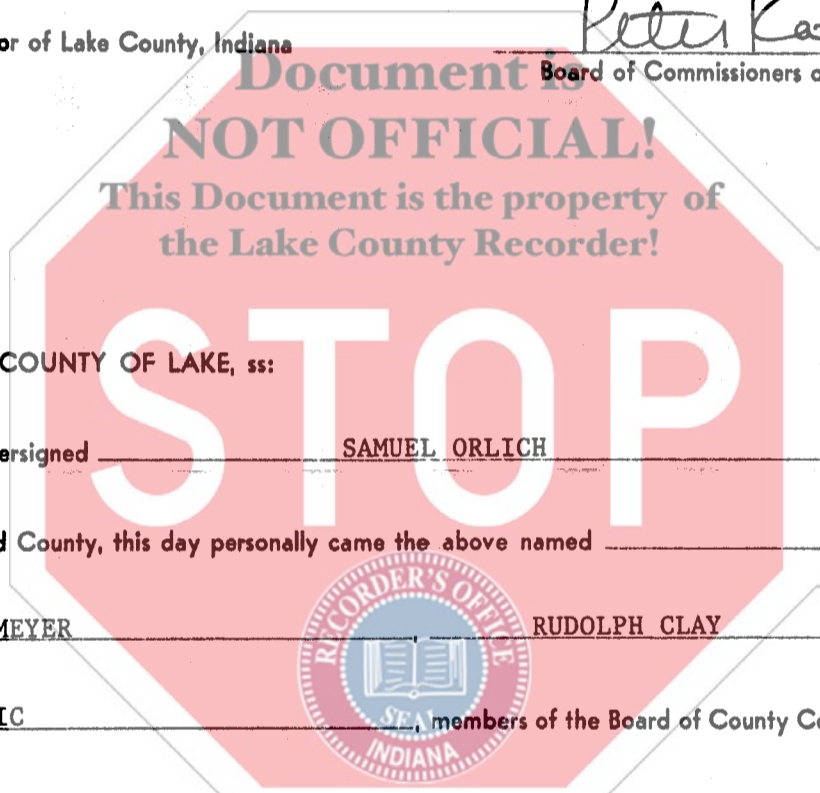 Peter
or of Lake County, Indiana
Board of Commissioners o
Document is
NOT OFFICIAL!
This Document is the property of
the Lake County Recorder!
STOP
COUNTY OF LAKE, ss:
ersigned SAMUEL ORLICH
d County, this day personally came the above named
MEYER , RUDOLPH CLAY
IC , members of the Board of County Co
RECORDER'S OFFICE
SEAL
INDIANA